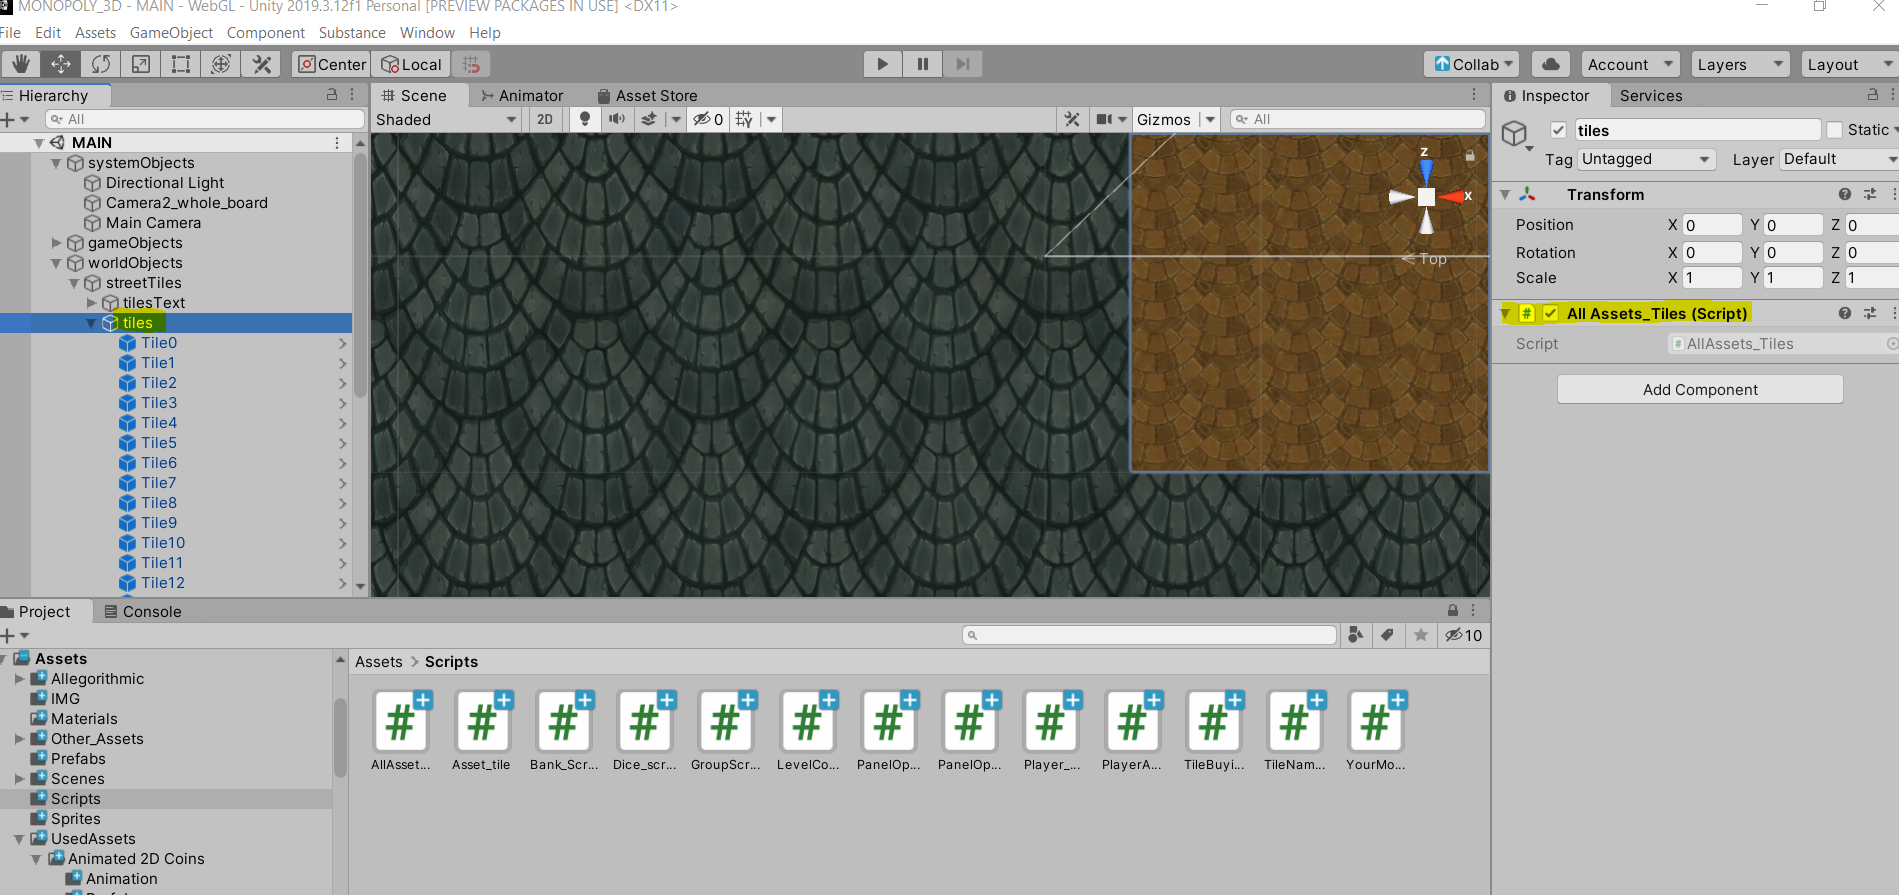 MONOPOLY_3D - MAIN - WebGL - Unity 2019.3.12f1 Personal [PREVIEW PACKAGES IN USE] <DX11>
File Edit Assets GameObject Component Substance Window Help
Center Local Collab Account Layers Layout
Hierarchy
All
MAIN
systemObjects
Directional Light
Camera2_whole_board
Main Camera
gameObjects
worldObjects
streetTiles
tilesText
tiles
Tile0
Tile1
Tile2
Tile3
Tile4
Tile5
Tile6
Tile7
Tile8
Tile9
Tile10
Tile11
Tile12
Scene Animator Asset Store
Shaded 2D 0 Gizmos All
z
x
Top
Inspector Services
tiles Static
Tag Untagged Layer Default
Transform
Position X 0 Y 0 Z 0
Rotation X 0 Y 0 Z 0
Scale X 1 Y 1 Z 1
# All Assets_Tiles (Script)
Script # AllAssets_Tiles
Add Component
Project Console
10
Assets
Allegorithmic
IMG
Materials
Other_Assets
Prefabs
Scenes
Scripts
Sprites
UsedAssets
Animated 2D Coins
Animation
Assets > Scripts
# # # # # # # # # # # # #
AllAsset... Asset_tile Bank_Scr... Dice_scr... GroupScr... LevelCo... PanelOp... PanelOp... Player_... PlayerA... TileBuyi... TileNam... YourMo...